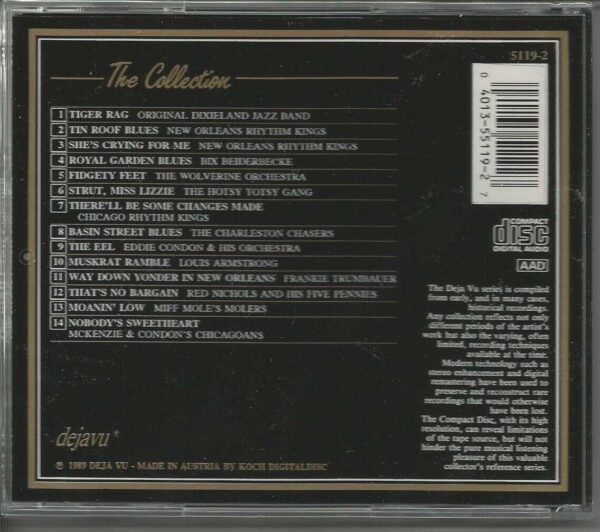 5119-2
The Collection
1 TIGER RAG ORIGINAL DIXIELAND JAZZ BAND
2 TIN ROOF BLUES NEW ORLEANS RHYTHM KINGS
3 SHE'S CRYING FOR ME NEW ORLEANS RHYTHM KINGS
4 ROYAL GARDEN BLUES BIX BEIDERBECKE
5 FIDGETY FEET THE WOLVERINE ORCHESTRA
6 STRUT, MISS LIZZIE THE HOTSY TOTSY GANG
7 THERE'LL BE SOME CHANGES MADE
CHICAGO RHYTHM KINGS
8 BASIN STREET BLUES THE CHARLESTON CHASERS
9 THE EEL EDDIE CONDON & HIS ORCHESTRA
10 MUSKRAT RAMBLE LOUIS ARMSTRONG
11 WAY DOWN YONDER IN NEW ORLEANS FRANKIE TRUMBAUER
12 THAT'S NO BARGAIN RED NICHOLS AND HIS FIVE PENNIES
13 MOANIN' LOW MIFF MOLE'S MOLERS
14 NOBODY'S SWEETHEART
MCKENZIE & CONDON'S CHICAGOANS
dejavu®
℗ 1989 DEJA VU - MADE IN AUSTRIA BY KOCH DIGITALDISC
0 4013-55119-2 7
COMPACT
disc
DIGITAL AUDIO
AAD
The Deja Vu series is compiled
from early, and in many cases,
historical recordings.
Any collection reflects not only
different periods of the artist's
work but also the varying, often
limited, recording techniques
available at the time.
Modern technology such as
stereo enhancement and digital
remastering have been used to
preserve and reconstruct rare
recordings that would otherwise
have been lost.
The Compact Disc, with its high
resolution, can reveal limitations
of the tape source, but will not
hinder the pure musical listening
pleasure of this valuable
collector's reference series.